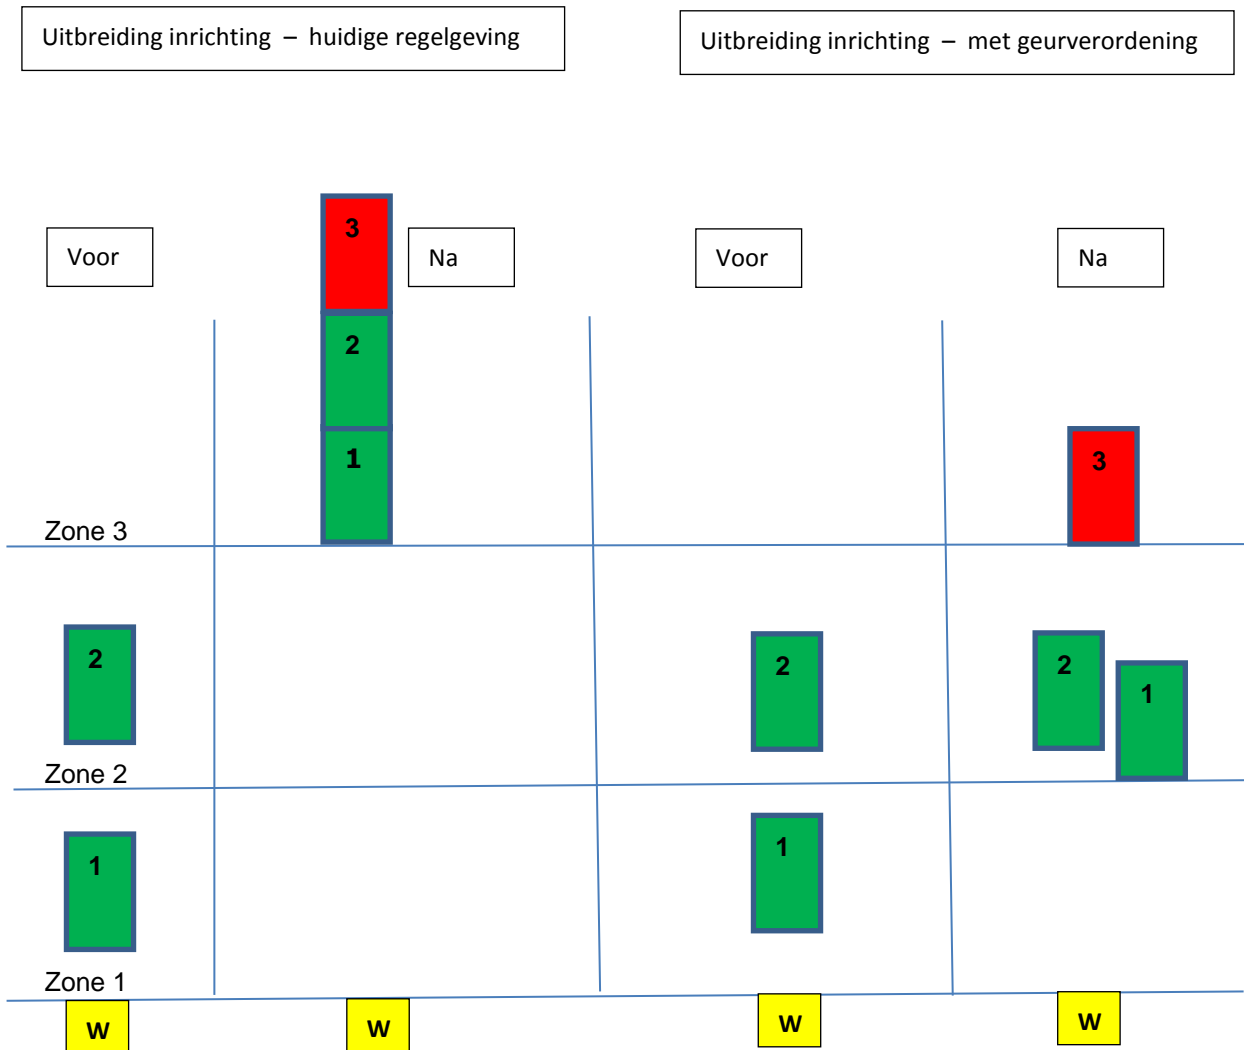 Uitbreiding inrichting – huidige regelgeving
Uitbreiding inrichting – met geurverordening
3
Voor
Na
Voor
Na
2
1
3
Zone 3
2
2
2
1
Zone 2
1
1
Zone 1
W
W
W
W